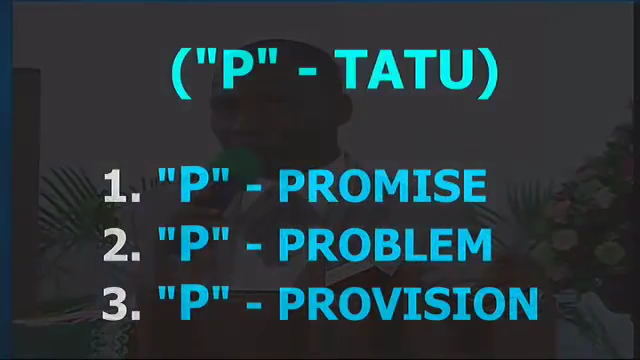 ("P" - TATU)
1. "P" - PROMISE
2. "P" - PROBLEM
3. "P" - PROVISION